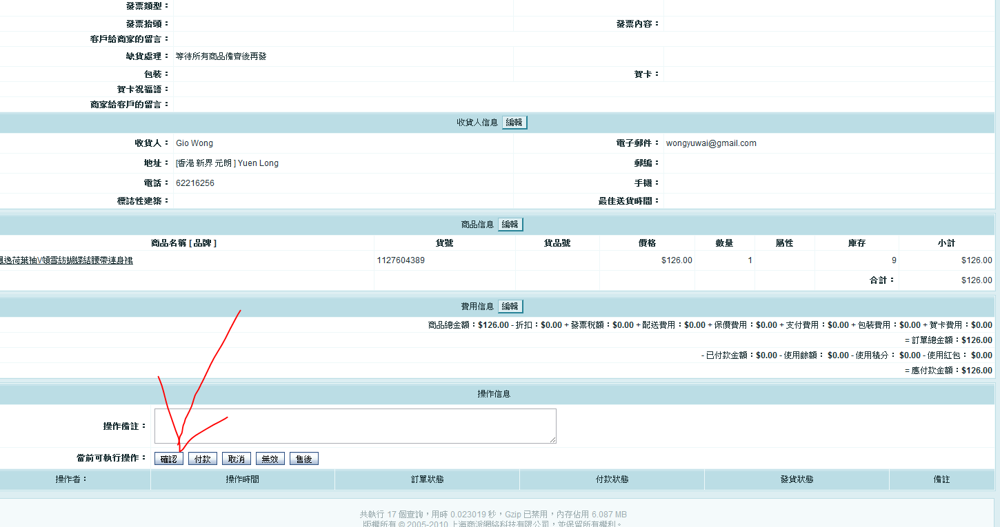 發票類型：
發票抬頭： 發票內容：
客戶給商家的留言：
缺貨處理： 等待所有商品備齊後再發
包裝： 賀卡：
賀卡祝福語：
商家給客戶的留言：
收貨人信息 編輯
收貨人： Gio Wong 電子郵件： wongyuwai@gmail.com
地址： [香港 新界 元朗 ] Yuen Long 郵編：
電話： 62216256 手機：
標誌性建築： 最佳送貨時間：
商品信息 編輯
商品名稱 [ 品牌 ] 貨號 貨品號 價格 數量 屬性 庫存 小計
逸荷葉袖V領雪紡蝴蝶結腰帶連身裙 1127604389 $126.00 1 9 $126.00
合計： $126.00
費用信息 編輯
商品總金額：$126.00 - 折扣：$0.00 + 發票稅額：$0.00 + 配送費用：$0.00 + 保價費用：$0.00 + 支付費用：$0.00 + 包裝費用：$0.00 + 賀卡費用：$0.00
= 訂單總金額：$126.00
- 已付款金額：$0.00 - 使用餘額： $0.00 - 使用積分： $0.00 - 使用紅包： $0.00
= 應付款金額：$126.00
操作信息
操作備註：
當前可執行操作： 確認 付款 取消 無效 售後
操作者： 操作時間 訂單狀態 付款狀態 發貨狀態 備註
共執行 17 個查詢，用時 0.023019 秒，Gzip 已禁用，內存佔用 6.087 MB
版權所有 © 2005-2010 上海商派網絡科技有限公司，並保留所有權利。